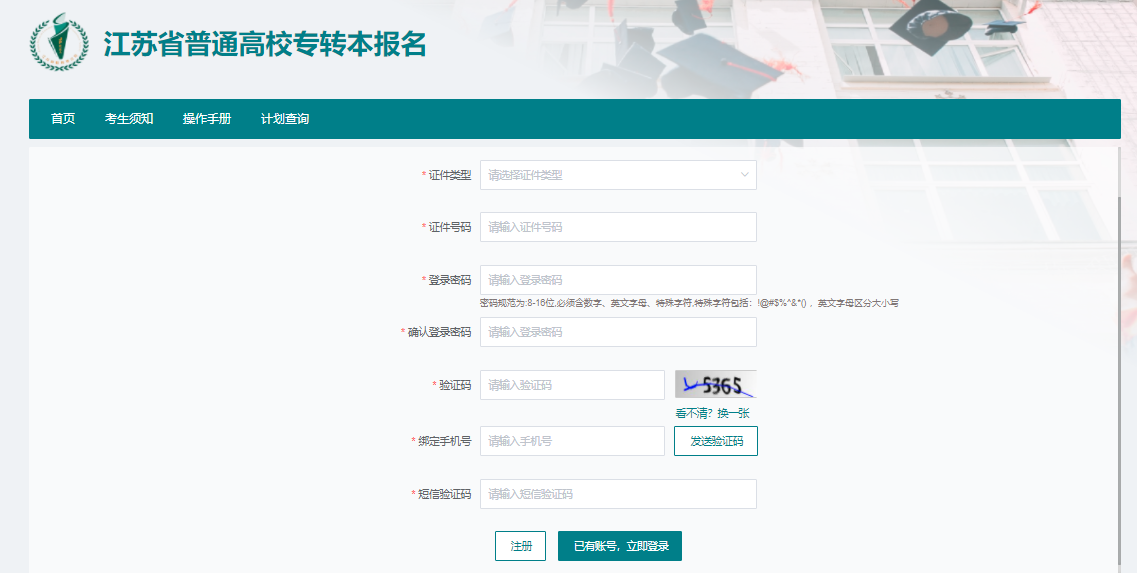 江苏省普通高校专转本报名
首页 考生须知 操作手册 计划查询
* 证件类型 请选择证件类型
* 证件号码 请输入证件号码
* 登录密码 请输入登录密码
密码规范为:8-16位,必须含数字、英文字母、特殊字符,特殊字符包括：!@#$%^&*()，英文字母区分大小写
* 确认登录密码 请输入登录密码
* 验证码 请输入验证码 5365
看不清？换一张
* 绑定手机号 请输入手机号 发送验证码
* 短信验证码 请输入短信验证码
注册 已有账号，立即登录